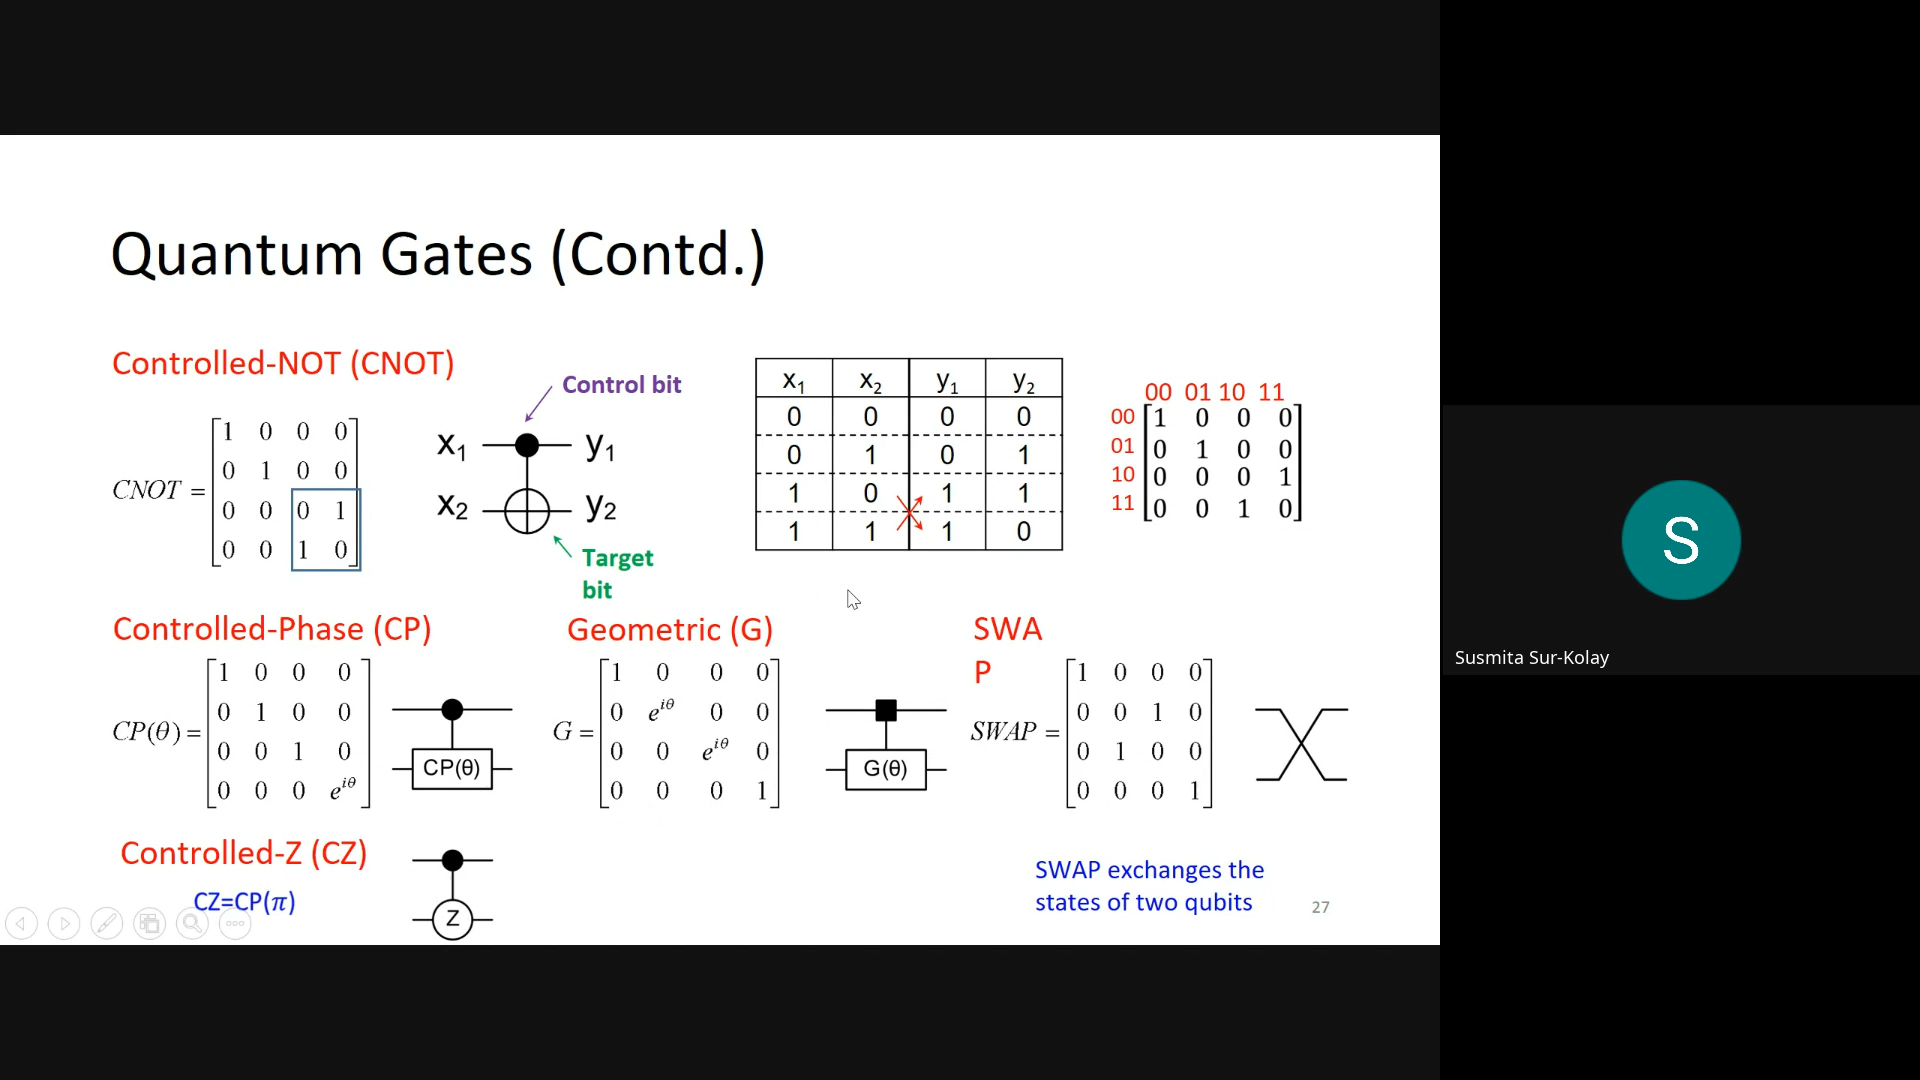 Quantum Gates (Contd.)
Controlled-NOT (CNOT)
CNOT =
1 0 0 0
0 1 0 0
0 0 0 1
0 0 1 0
Control bit
x1 y1
x2 y2
Target
bit
x1 x2 y1 y2
0 0 0 0
0 1 0 1
1 0 1 1
1 1 1 0
00 01 10 11
00 1 0 0 0
01 0 1 0 0
10 0 0 0 1
11 0 0 1 0
Controlled-Phase (CP)
CP(θ) =
1 0 0 0
0 1 0 0
0 0 1 0
0 0 0 e^iθ
CP(θ)
Geometric (G)
G =
1 0 0 0
0 e^iθ 0 0
0 0 e^iθ 0
0 0 0 1
G(θ)
SWA
P
SWAP =
1 0 0 0
0 0 1 0
0 1 0 0
0 0 0 1
Controlled-Z (CZ)
CZ=CP(π)
Z
SWAP exchanges the
states of two qubits
27
S
Susmita Sur-Kolay